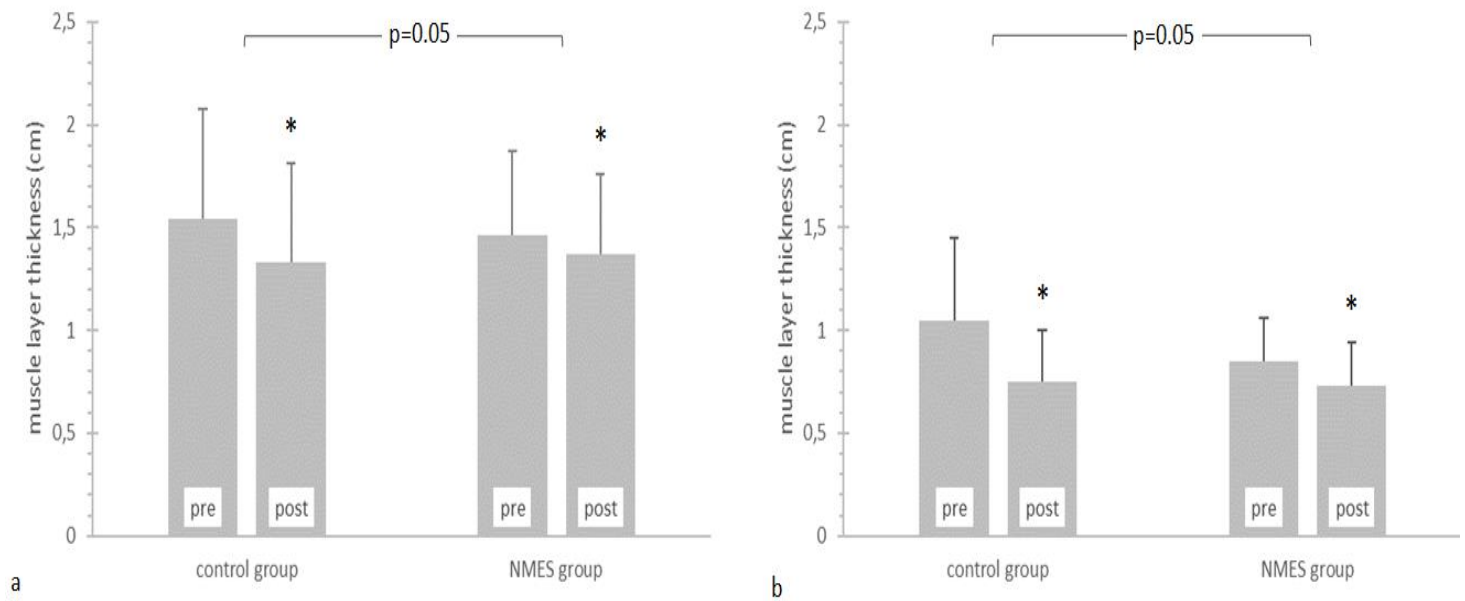 2,5
2
1,5
1
0,5
0
muscle layer thickness (cm)
p=0.05
*
*
pre
post
pre
post
control group
NMES group
a
2,5
2
1,5
1
0,5
0
muscle layer thickness (cm)
p=0.05
*
*
pre
post
pre
post
control group
NMES group
b